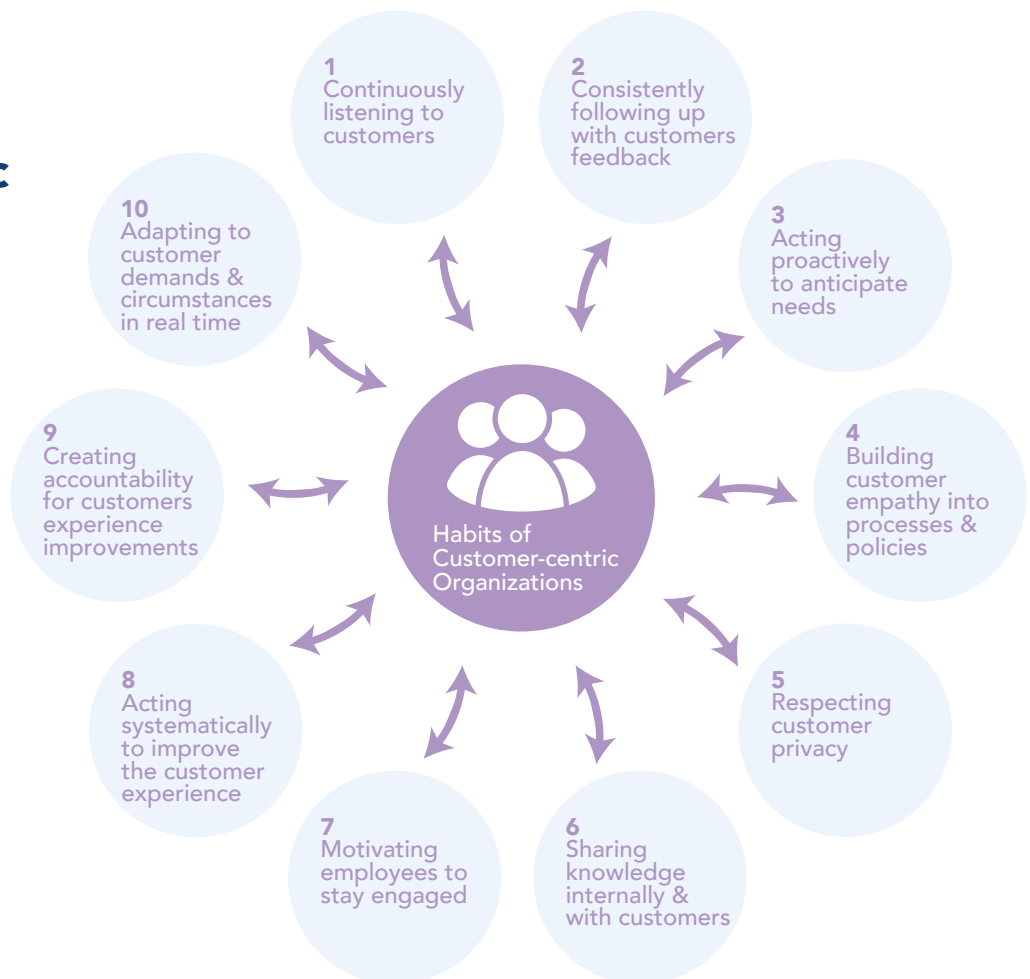 c
1
Continuously
listening to
customers
2
Consistently
following up
with customers
feedback
3
Acting
proactively
to anticipate
needs
4
Building
customer
empathy into
processes &
policies
5
Respecting
customer
privacy
6
Sharing
knowledge
internally &
with customers
7
Motivating
employees to
stay engaged
8
Acting
systematically
to improve
the customer
experience
9
Creating
accountability
for customers
experience
improvements
10
Adapting to
customer
demands &
circumstances
in real time
Habits of
Customer-centric
Organizations